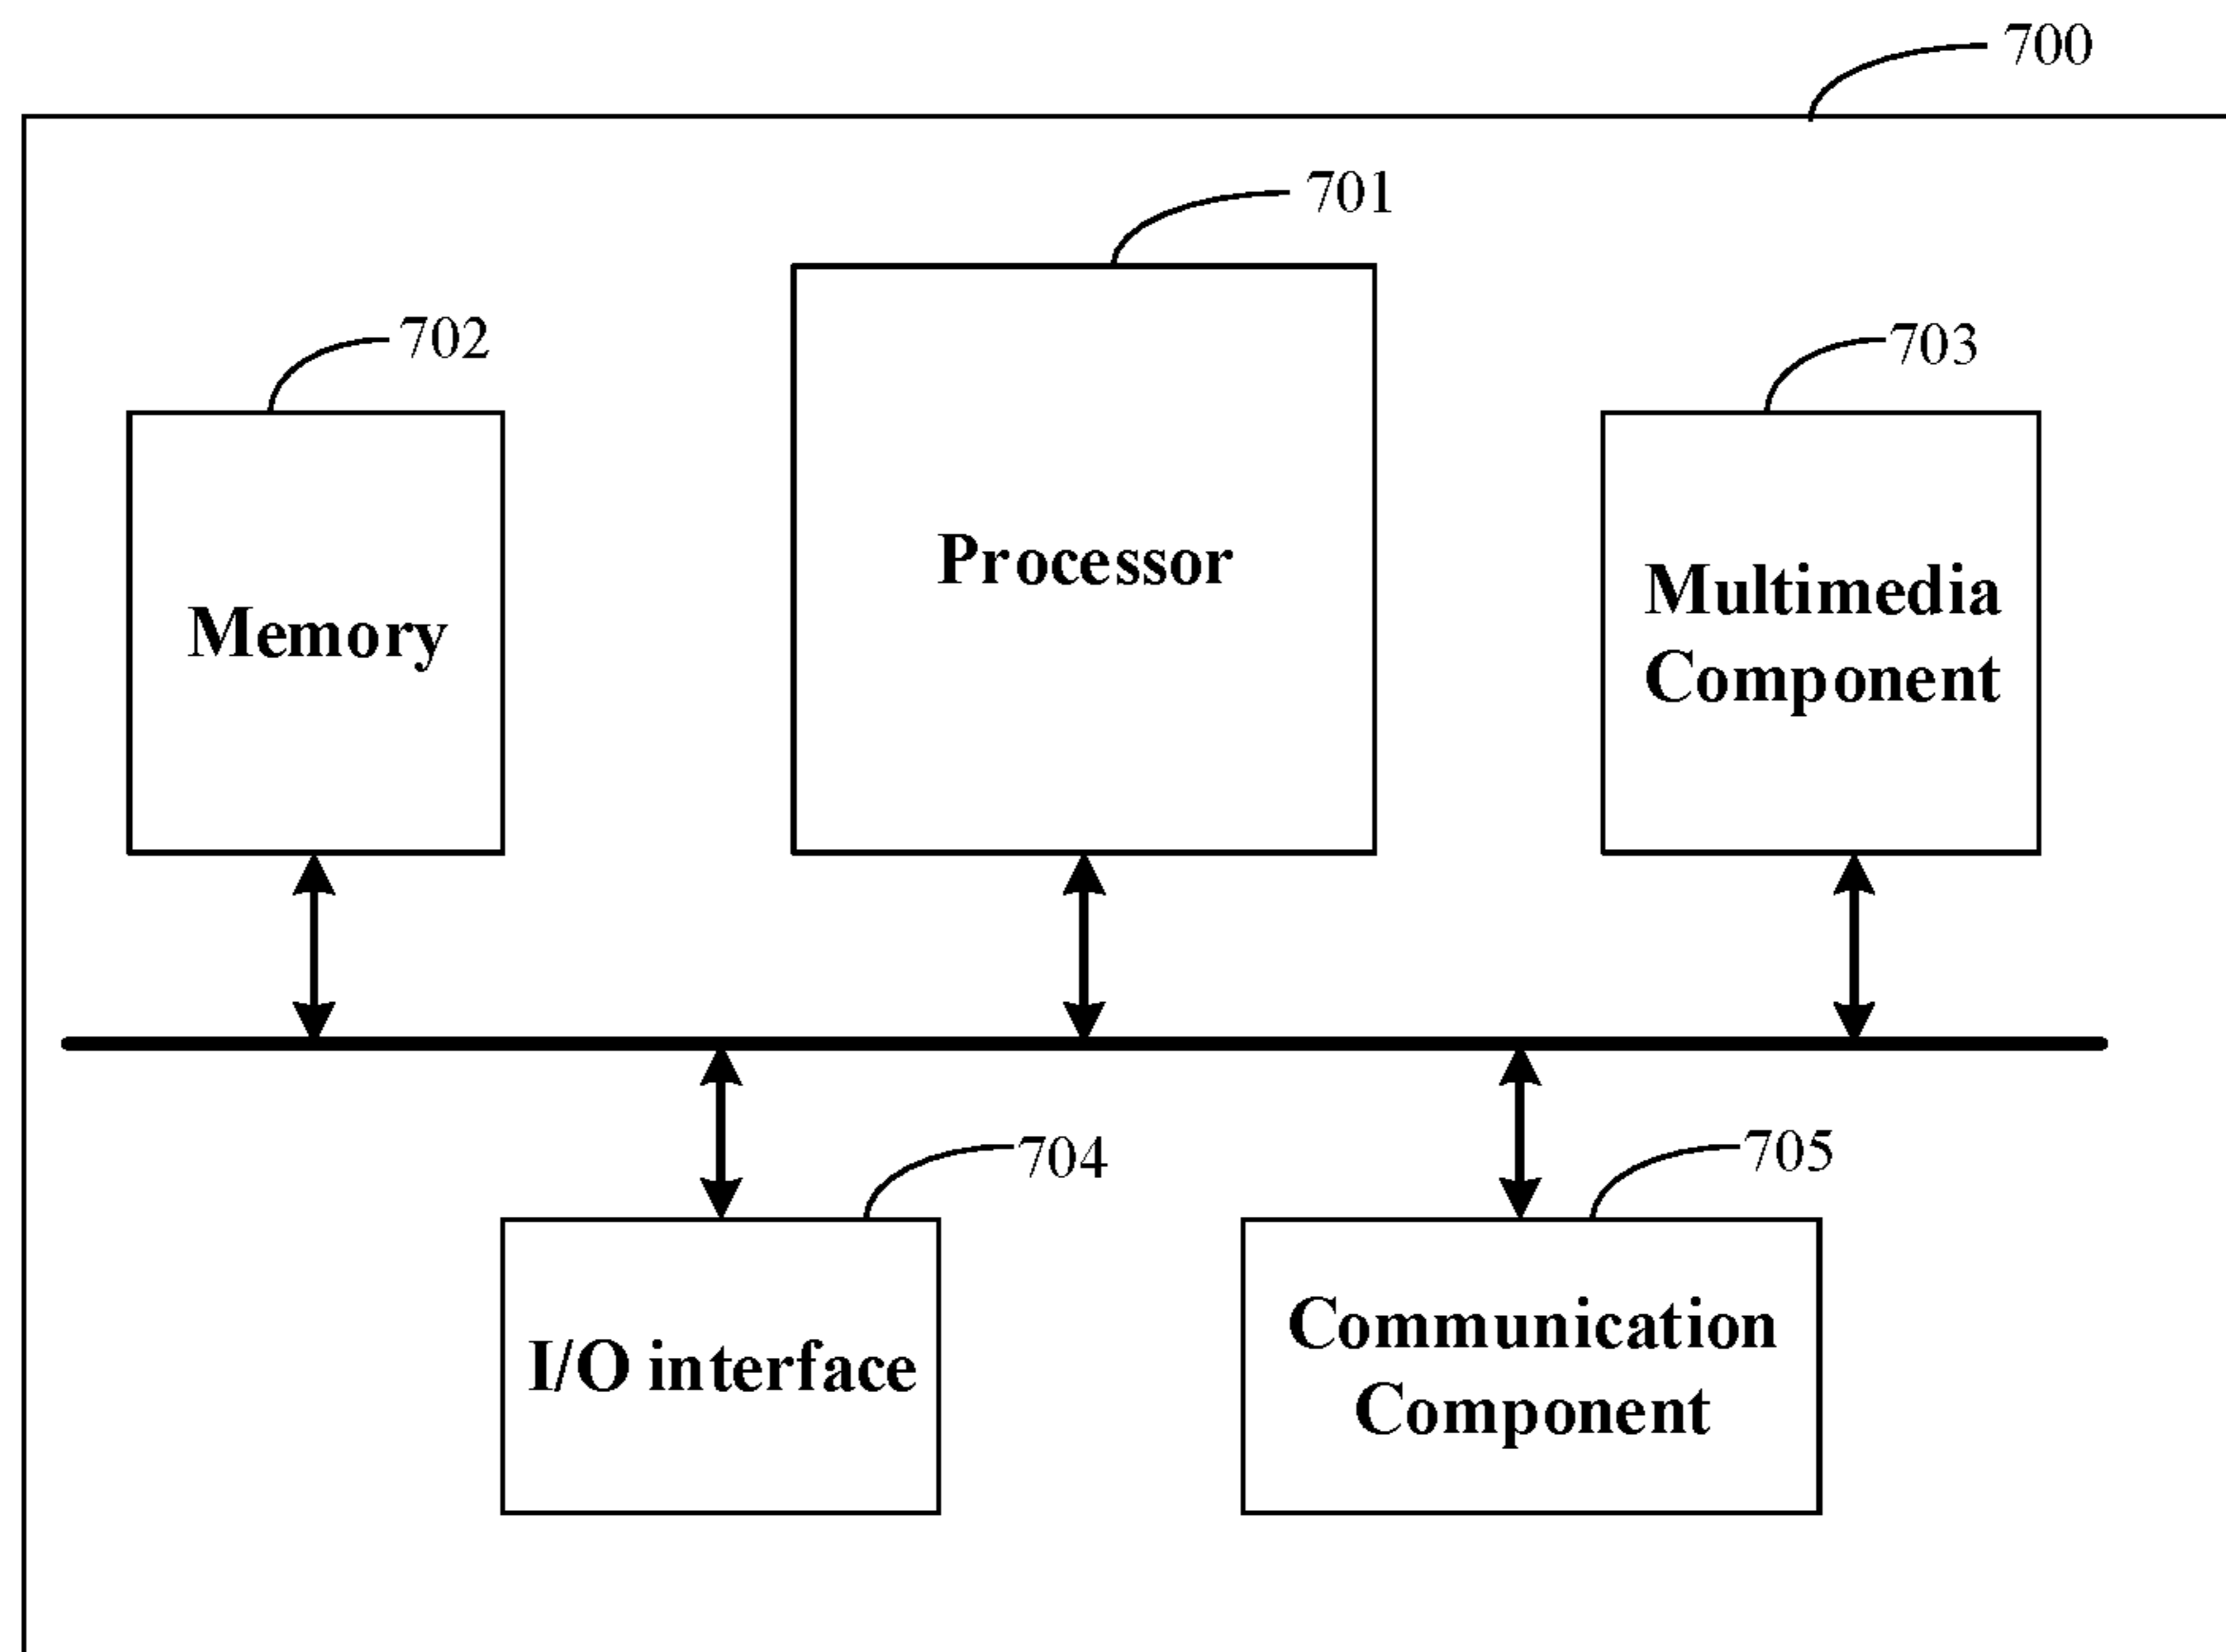 700
701
702
703
Processor
Memory
Multimedia
Component
704
705
I/O interface
Communication
Component